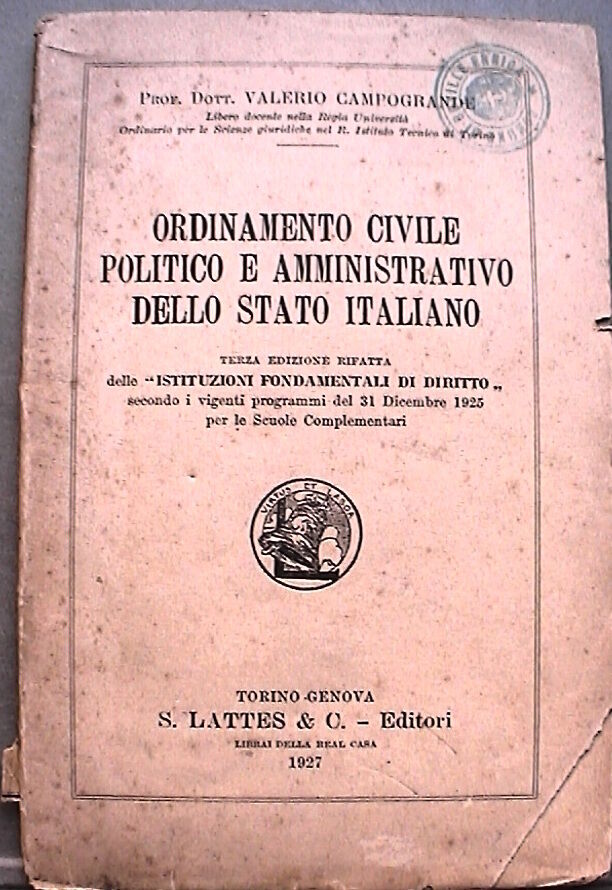 PROF. DOTT. VALERIO CAMPOGRANDE
Libero docente nella Regia Università
Ordinario per le Scienze giuridiche nel R. Istituto Tecnico di Torino
ORDINAMENTO CIVILE
POLITICO E AMMINISTRATIVO
DELLO STATO ITALIANO
TERZA EDIZIONE RIFATTA
delle “ISTITUZIONI FONDAMENTALI DI DIRITTO„
secondo i vigenti programmi del 31 Dicembre 1925
per le Scuole Complementari
VIRTUS ET LABOR
TORINO-GENOVA
S. LATTES & C. – Editori
LIBRAI DELLA REAL CASA
1927